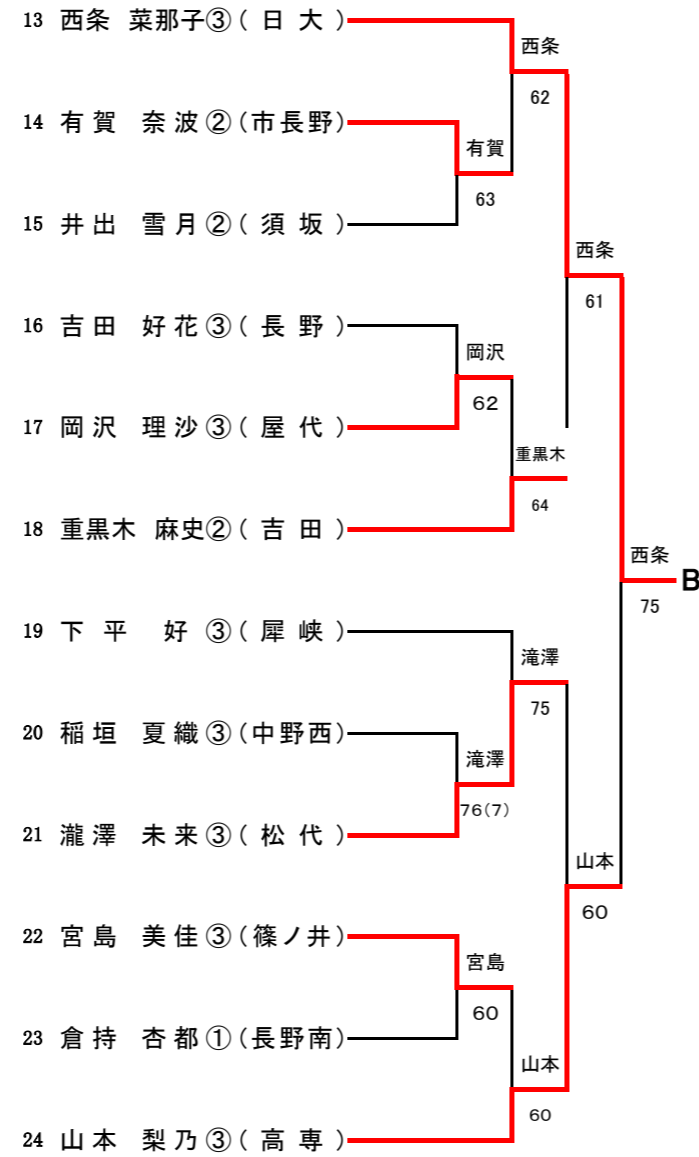 13 西条 菜那子③(日大)
西条
62
14 有賀 奈波②(市長野)
有賀
63
15 井出 雪月②(須坂)
西条
61
16 吉田 好花③(長野)
岡沢
62
17 岡沢 理沙③(屋代)
重黒木
64
18 重黒木 麻史②(吉田)
西条
B
75
19 下平 好③(犀峡)
滝澤
75
20 稲垣 夏織③(中野西)
滝澤
76(7)
21 瀧澤 未来③(松代)
山本
60
22 宮島 美佳③(篠ノ井)
宮島
60
23 倉持 杏都①(長野南)
山本
60
24 山本 梨乃③(高専)